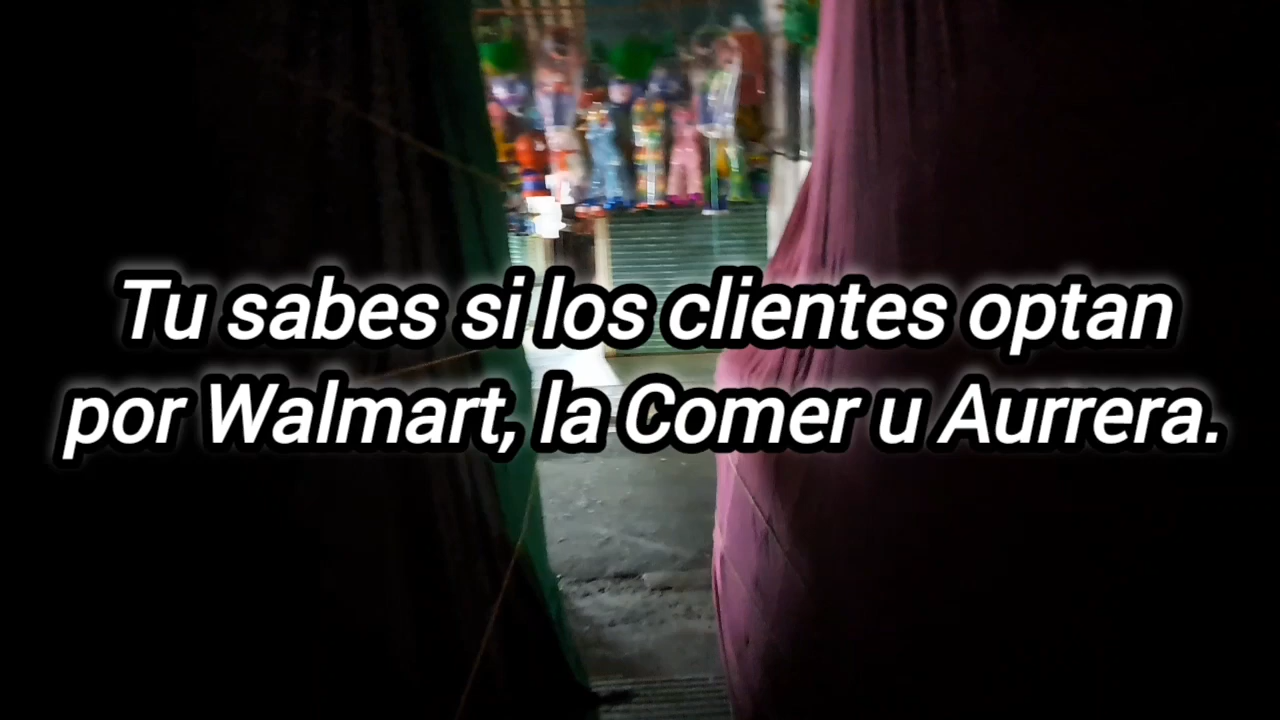 Tu sabes si los clientes optan
por Walmart, la Comer u Aurrera.